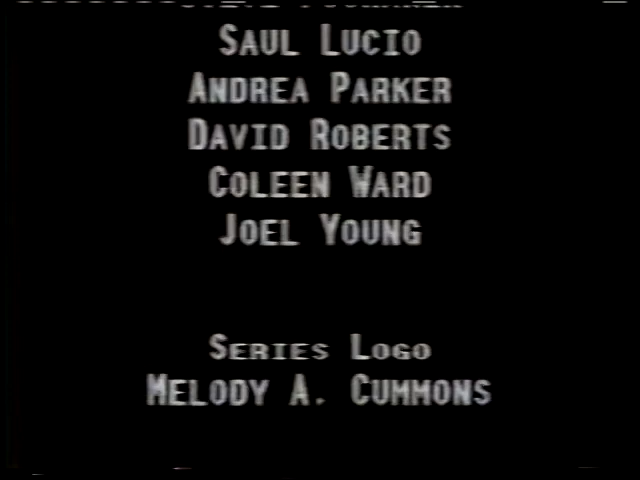 SAUL LUCIO
ANDREA PARKER
DAVID ROBERTS
COLEEN WARD
JOEL YOUNG
SERIES LOGO
MELODY A. CUMMONS